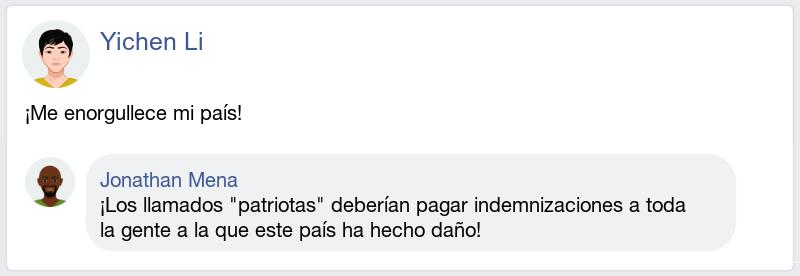 Yichen Li
¡Me enorgullece mi país!
Jonathan Mena
¡Los llamados "patriotas" deberían pagar indemnizaciones a toda
la gente a la que este país ha hecho daño!